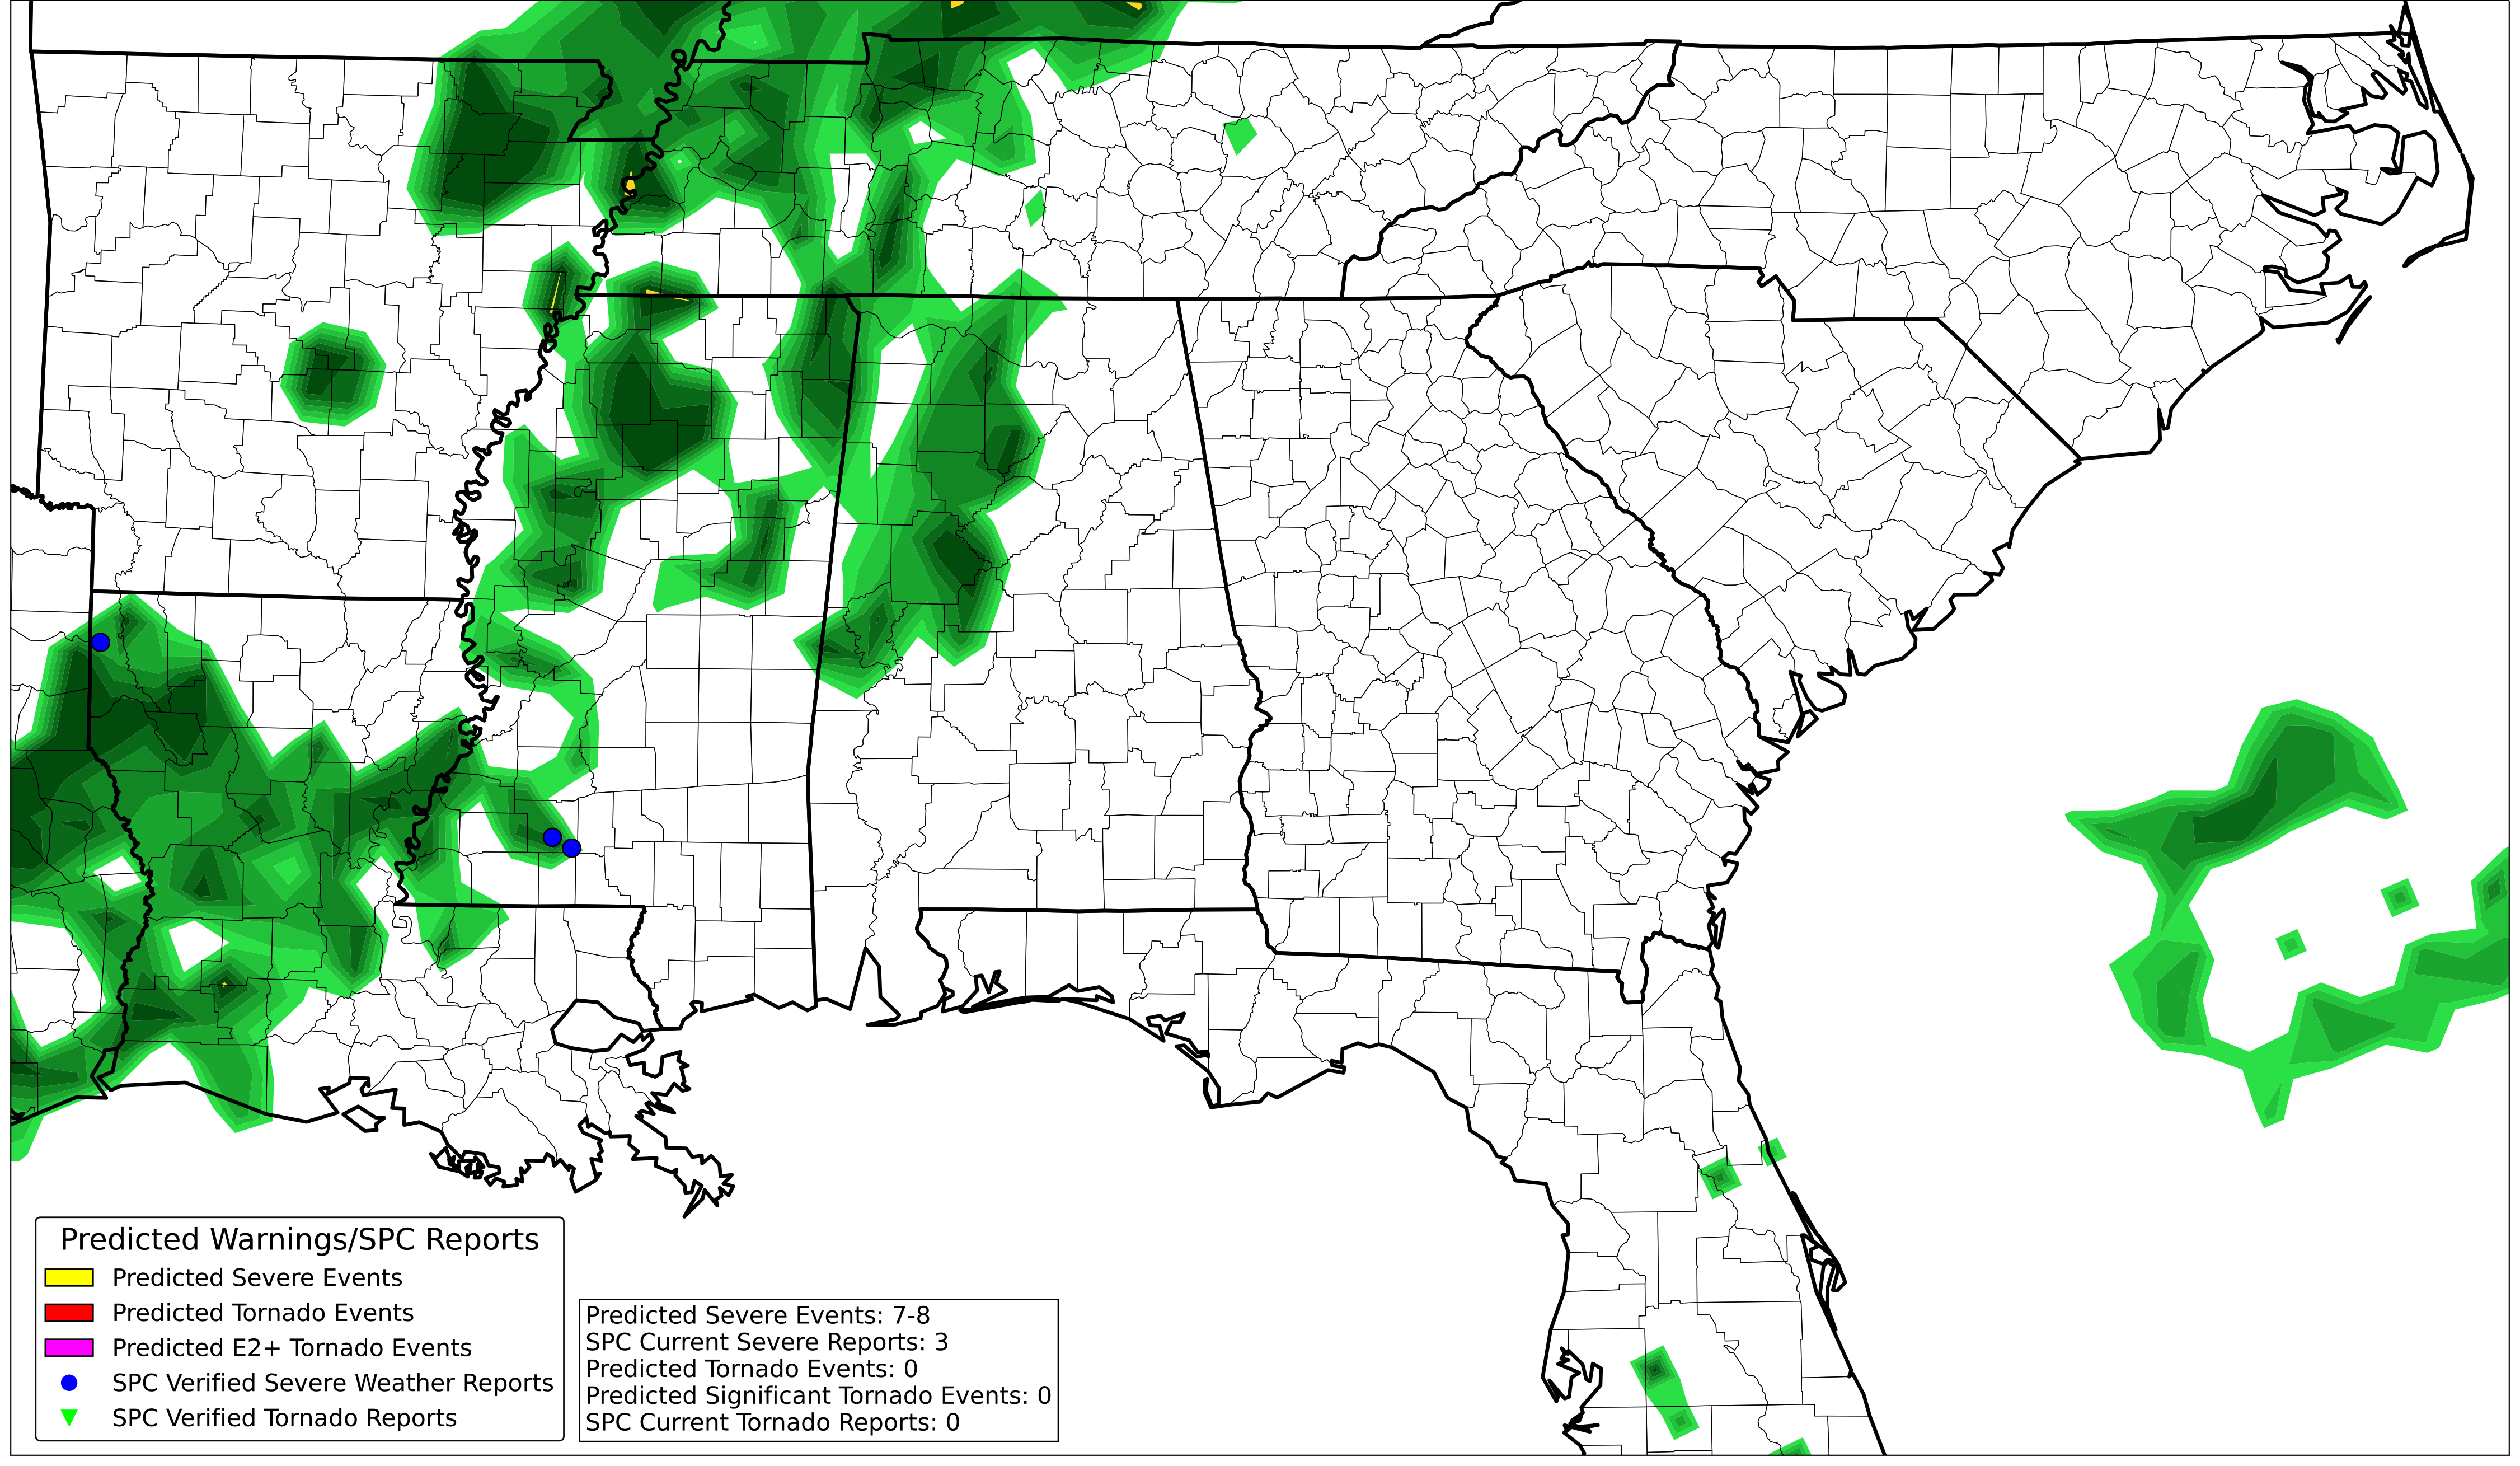 Predicted Warnings/SPC Reports
Predicted Severe Events
Predicted Tornado Events
Predicted E2+ Tornado Events
SPC Verified Severe Weather Reports
SPC Verified Tornado Reports
Predicted Severe Events: 7-8
SPC Current Severe Reports: 3
Predicted Tornado Events: 0
Predicted Significant Tornado Events: 0
SPC Current Tornado Reports: 0